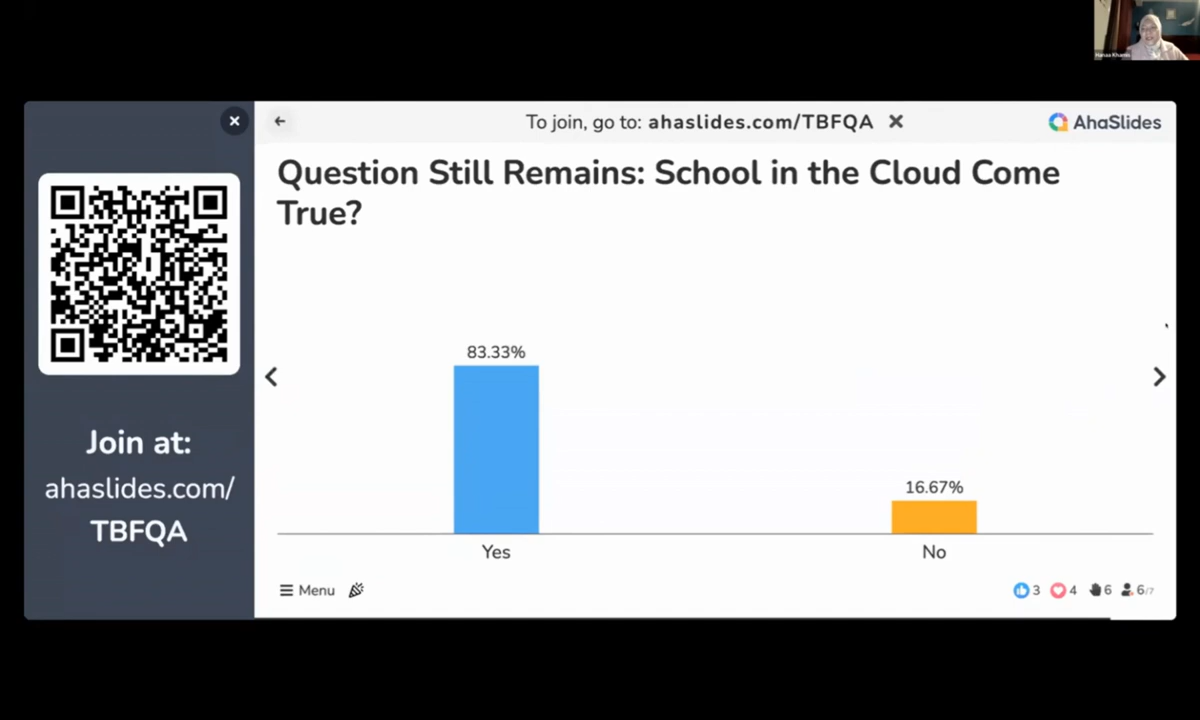 To join, go to: ahaslides.com/TBFQA
AhaSlides
Question Still Remains: School in the Cloud Come
True?
Join at:
ahaslides.com/
TBFQA
83.33%
16.67%
Yes
No
Menu
3
4
6
6/7